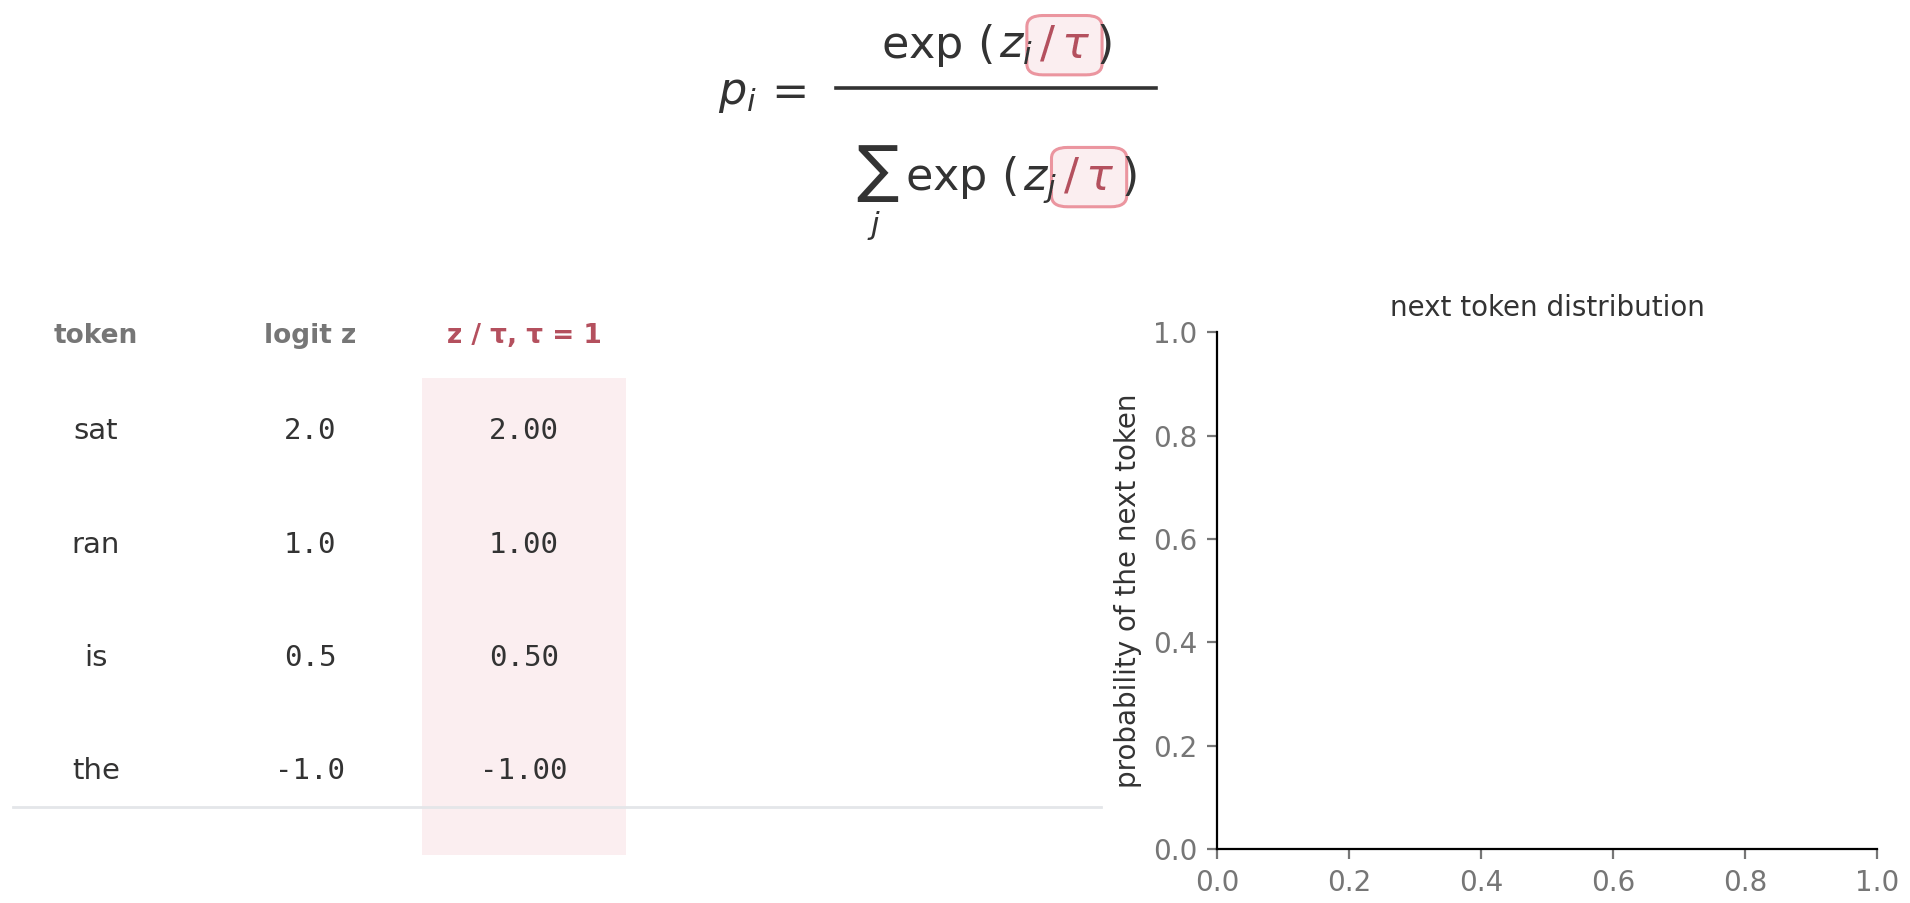 exp (z_i / τ)
p_i =
∑_j exp (z_j / τ)
next token distribution
token logit z z / τ, τ = 1
sat 2.0 2.00
ran 1.0 1.00
is 0.5 0.50
the -1.0 -1.00
probability of the next token
1.0
0.8
0.6
0.4
0.2
0.0
0.0 0.2 0.4 0.6 0.8 1.0